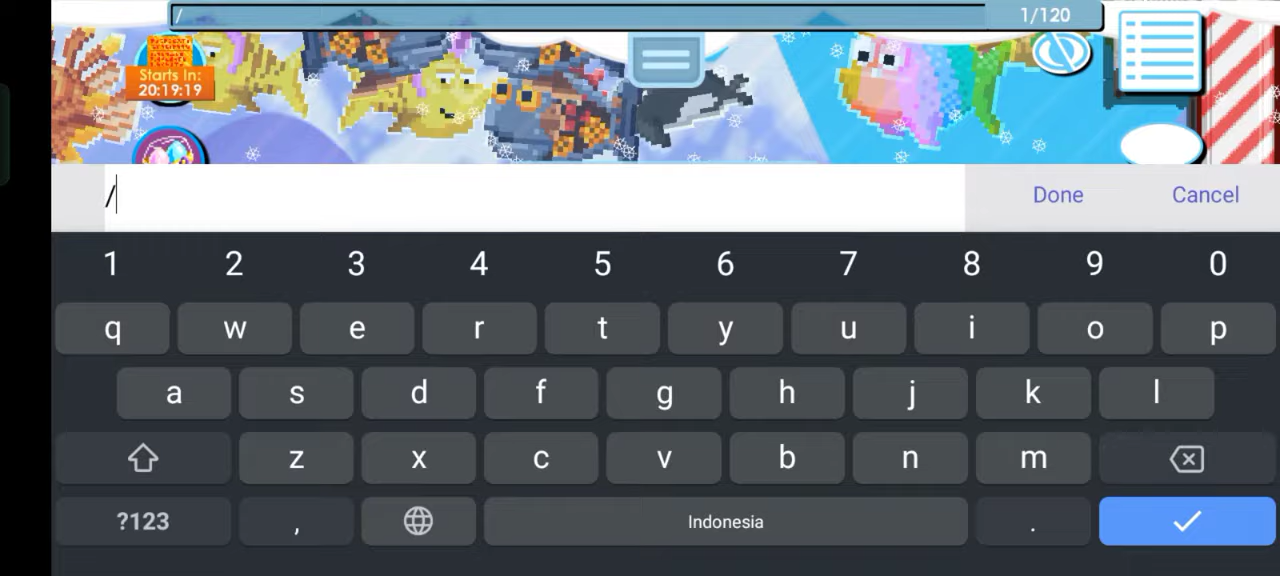 / 1/120
Starts In:
20:19:19
/ Done Cancel
1 2 3 4 5 6 7 8 9 0
q w e r t y u i o p
a s d f g h j k l
z x c v b n m
?123 , Indonesia .